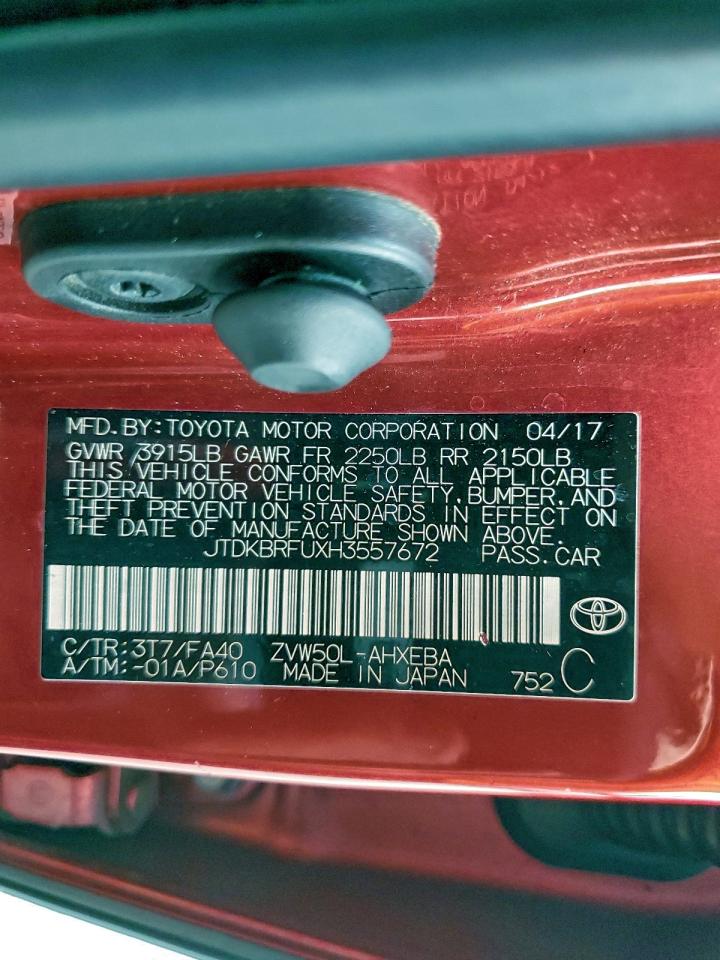 MFD.BY:TOYOTA MOTOR CORPORATION 04/17
GVWR 3915LB GAWR FR 2250LB RR 2150LB
THIS VEHICLE CONFORMS TO ALL APPLICABLE
FEDERAL MOTOR VEHICLE SAFETY,BUMPER,AND
THEFT PREVENTION STANDARDS IN EFFECT ON
THE DATE OF MANUFACTURE SHOWN ABOVE.
JTDKBRFUXH3557672 PASS.CAR
C/TR:3T7/FA40 ZVW50L-AHXEBA
A/TM:-01A/P610 MADE IN JAPAN 752 C